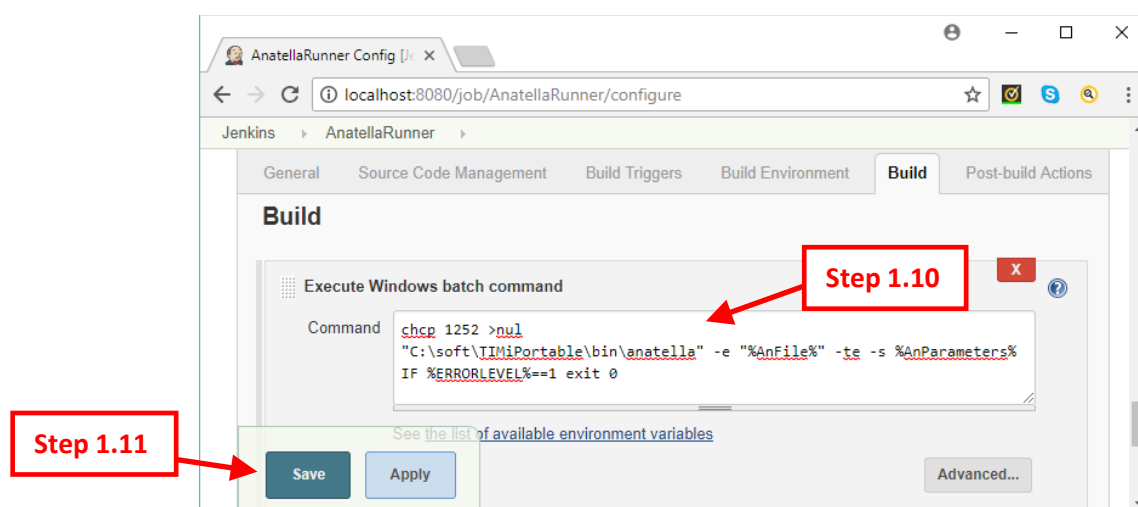 AnatellaRunner Config [Je
localhost:8080/job/AnatellaRunner/configure
Jenkins AnatellaRunner
General Source Code Management Build Triggers Build Environment Build Post-build Actions
Build
Step 1.10
X
Execute Windows batch command
Command
chcp 1252 >nul
"C:\soft\TIMiPortable\bin\anatella" -e "%AnFile%" -te -s %AnParameters%
IF %ERRORLEVEL%==1 exit 0
See the list of available environment variables
Step 1.11
Save Apply Advanced...